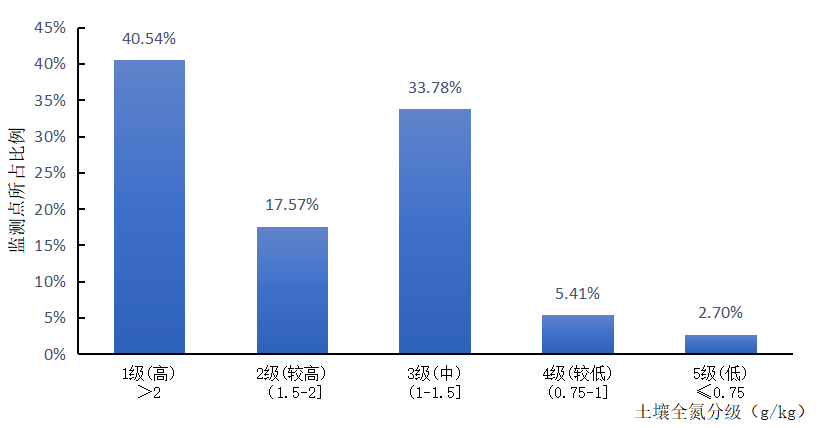 45%
40%
35%
30%
25%
20%
15%
10%
5%
0%
监测点所占比例
40.54%
17.57%
33.78%
5.41%
2.70%
1级(高)
＞2
2级(较高)
(1.5-2]
3级(中)
(1-1.5]
4级(较低)
(0.75-1]
5级(低)
≤0.75
土壤全氮分级（g/kg）